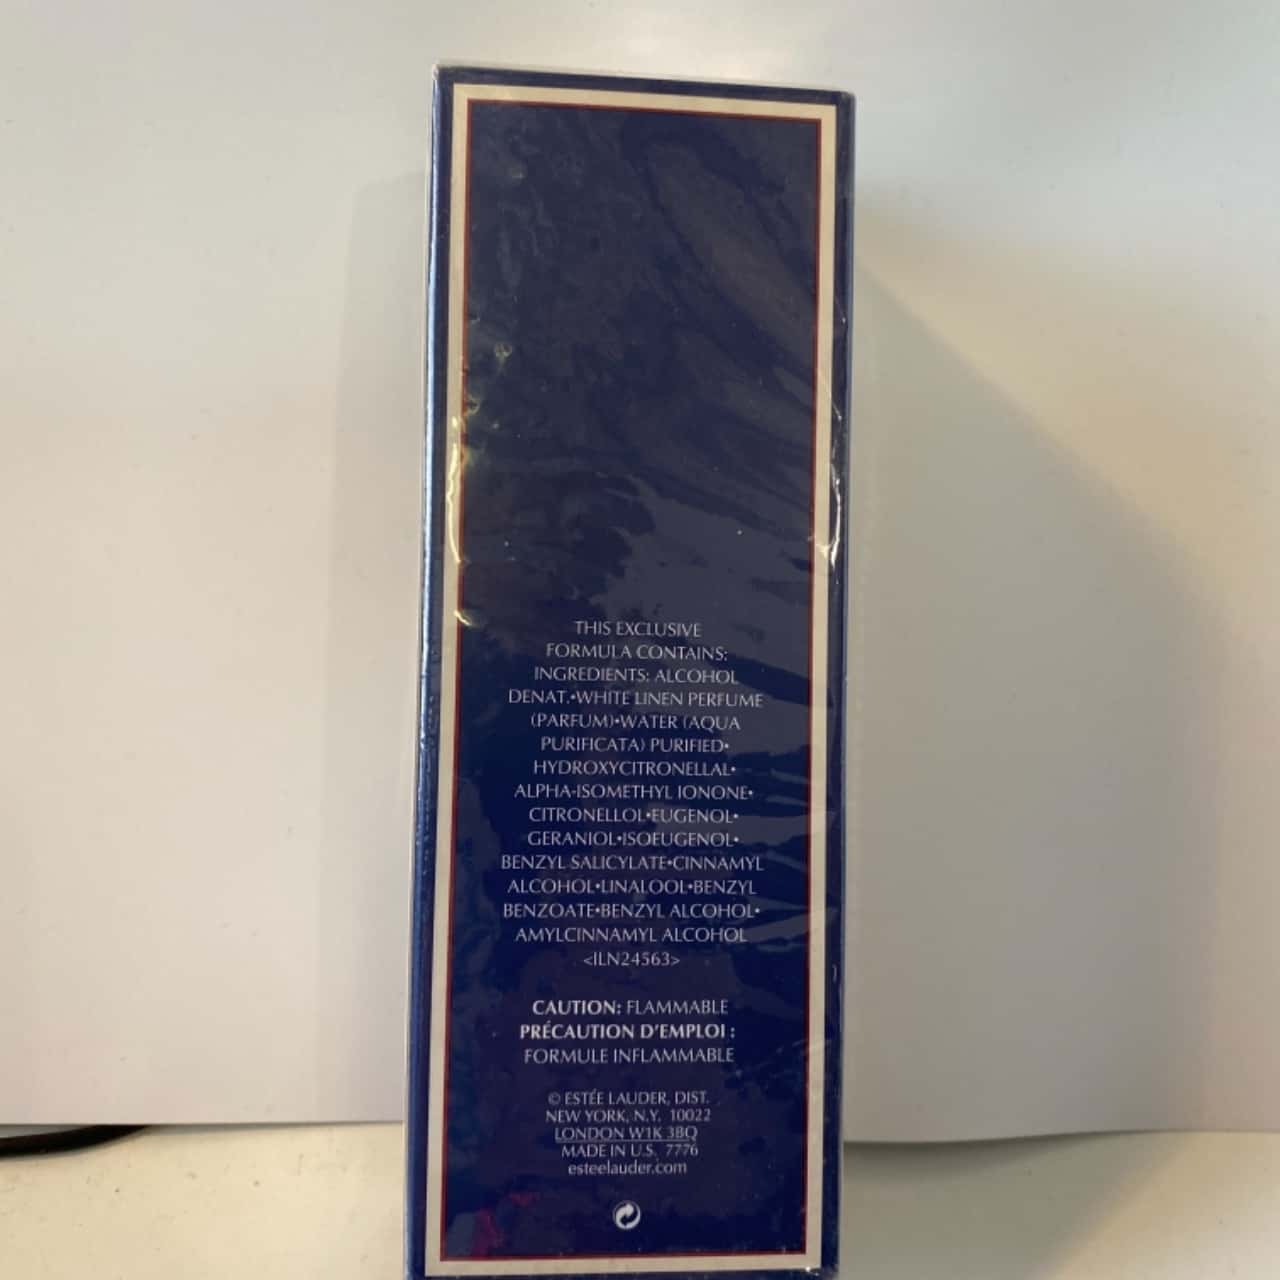 THIS EXCLUSIVE
FORMULA CONTAINS:
INGREDIENTS: ALCOHOL
DENAT.•WHITE LINEN PERFUME
(PARFUM)•WATER (AQUA
PURIFICATA) PURIFIED•
HYDROXYCITRONELLAL•
ALPHA-ISOMETHYL IONONE•
CITRONELLOL•EUGENOL•
GERANIOL•ISOEUGENOL•
BENZYL SALICYLATE•CINNAMYL
ALCOHOL•LINALOOL•BENZYL
BENZOATE•BENZYL ALCOHOL•
AMYLCINNAMYL ALCOHOL
<ILN24563>
CAUTION: FLAMMABLE
PRÉCAUTION D'EMPLOI :
FORMULE INFLAMMABLE
© ESTÉE LAUDER, DIST.
NEW YORK, N.Y. 10022
LONDON W1K 3BQ
MADE IN U.S. 7776
esteelauder.com